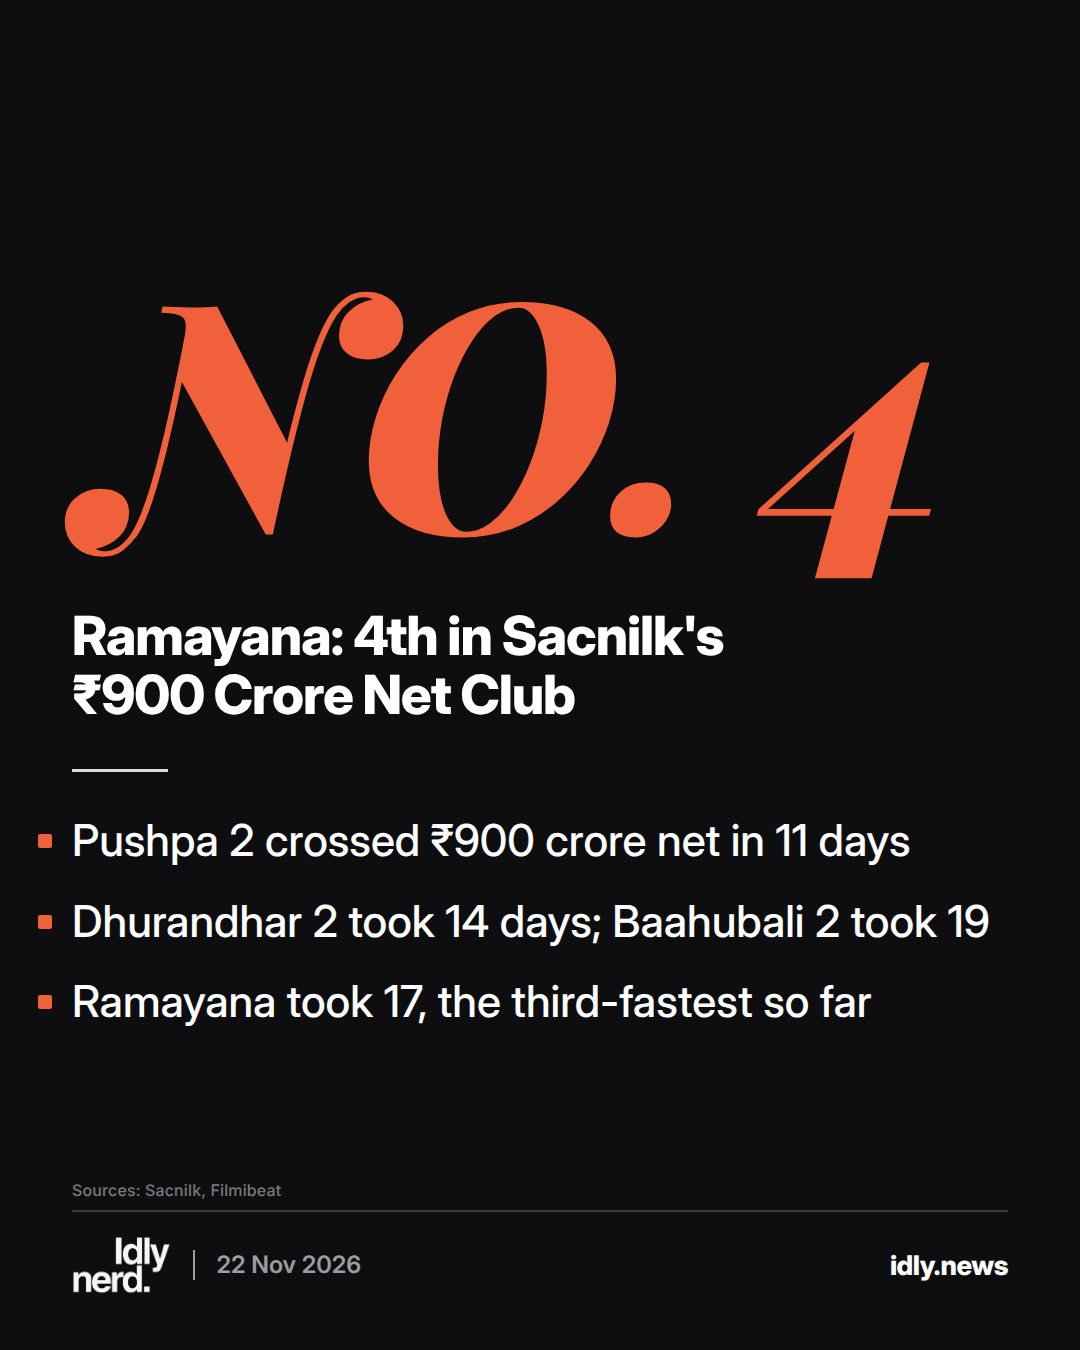 NO. 4
Ramayana: 4th in Sacnilk's
₹900 Crore Net Club
Pushpa 2 crossed ₹900 crore net in 11 days
Dhurandhar 2 took 14 days; Baahubali 2 took 19
Ramayana took 17, the third-fastest so far
Sources: Sacnilk, Filmibeat
Idly
nerd.
22 Nov 2026
idly.news